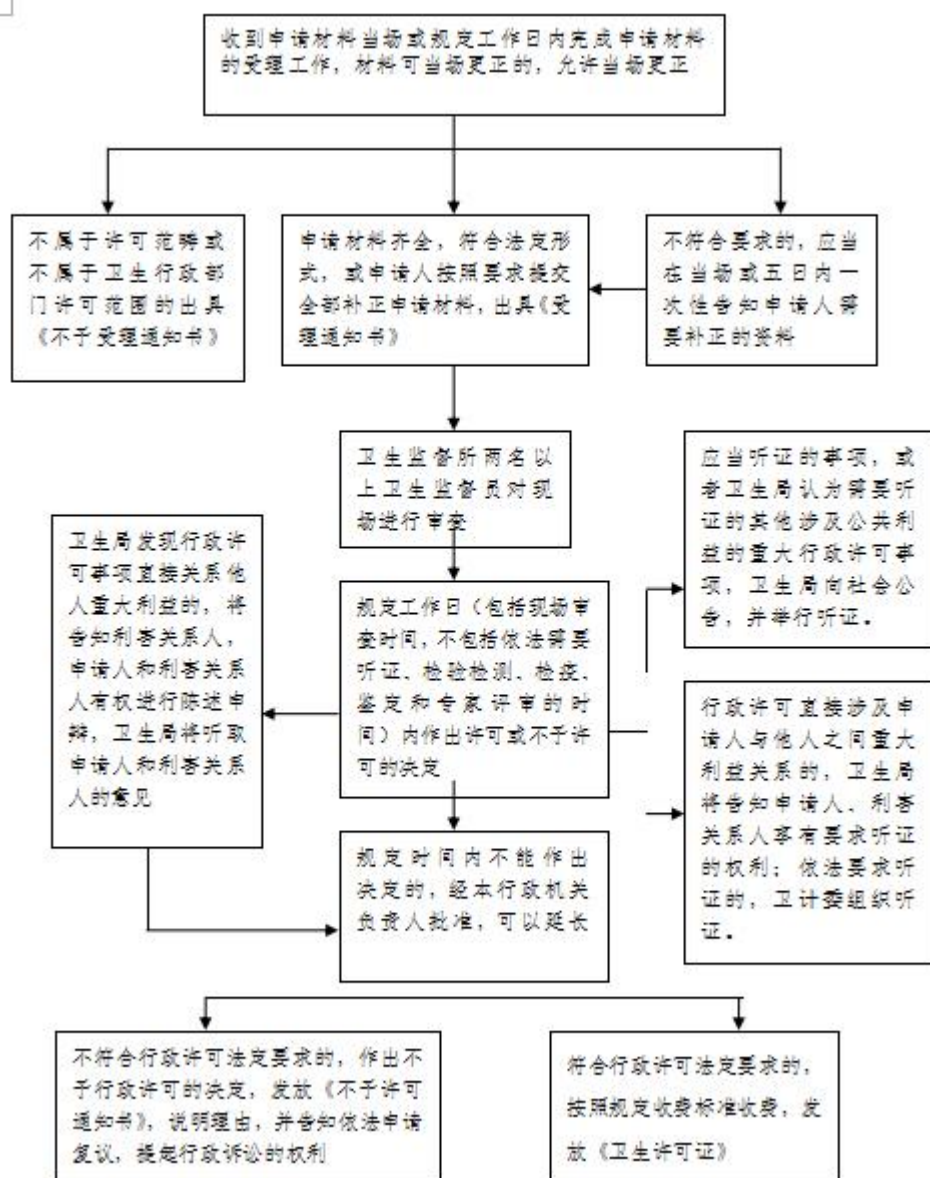 收到申请材料当场或规定工作日内完成申请材料
的受理工作，材料可当场更正的，允许当场更正
不属于许可范畴或
不属于卫生行政部
门许可范围的出具
《不予受理通知书》
申请材料齐全，符合法定形
式，或申请人按照要求提交
全部补正申请材料，出具《受
理通知书》
不符合要求的，应当
在当场或五日内一
次性告知申请人需
要补正的资料
卫生监督所两名以
上卫生监督员对现
场进行审查
应当听证的事项，或
者卫生局认为需要听
证的其他涉及公共利
益的重大行政许可事
项，卫生局向社会公
告，并举行听证。
卫生局发现行政许
可事项直接关系他
人重大利益的，将
告知利害关系人，
申请人和利害关系
人有权进行陈述申
辩，卫生局将听取
申请人和利害关系
人的意见
规定工作日（包括现场审
查时间，不包括依法需要
听证、检验检测、检疫、
鉴定和专家评审的时
间）内作出许可或不予许
可的决定
行政许可直接涉及申
请人与他人之间重大
利益关系的，卫生局
将告知申请人、利害
关系人享有要求听证
的权利；依法要求听
证的，卫计委组织听
证。
规定时间内不能作出
决定的，经本行政机关
负责人批准，可以延长
不符合行政许可法定要求的，作出不
予行政许可的决定，发放《不予许可
通知书》，说明理由，并告知依法申请
复议，提起行政诉讼的权利
符合行政许可法定要求的，
按照规定收费标准收费，发
放《卫生许可证》